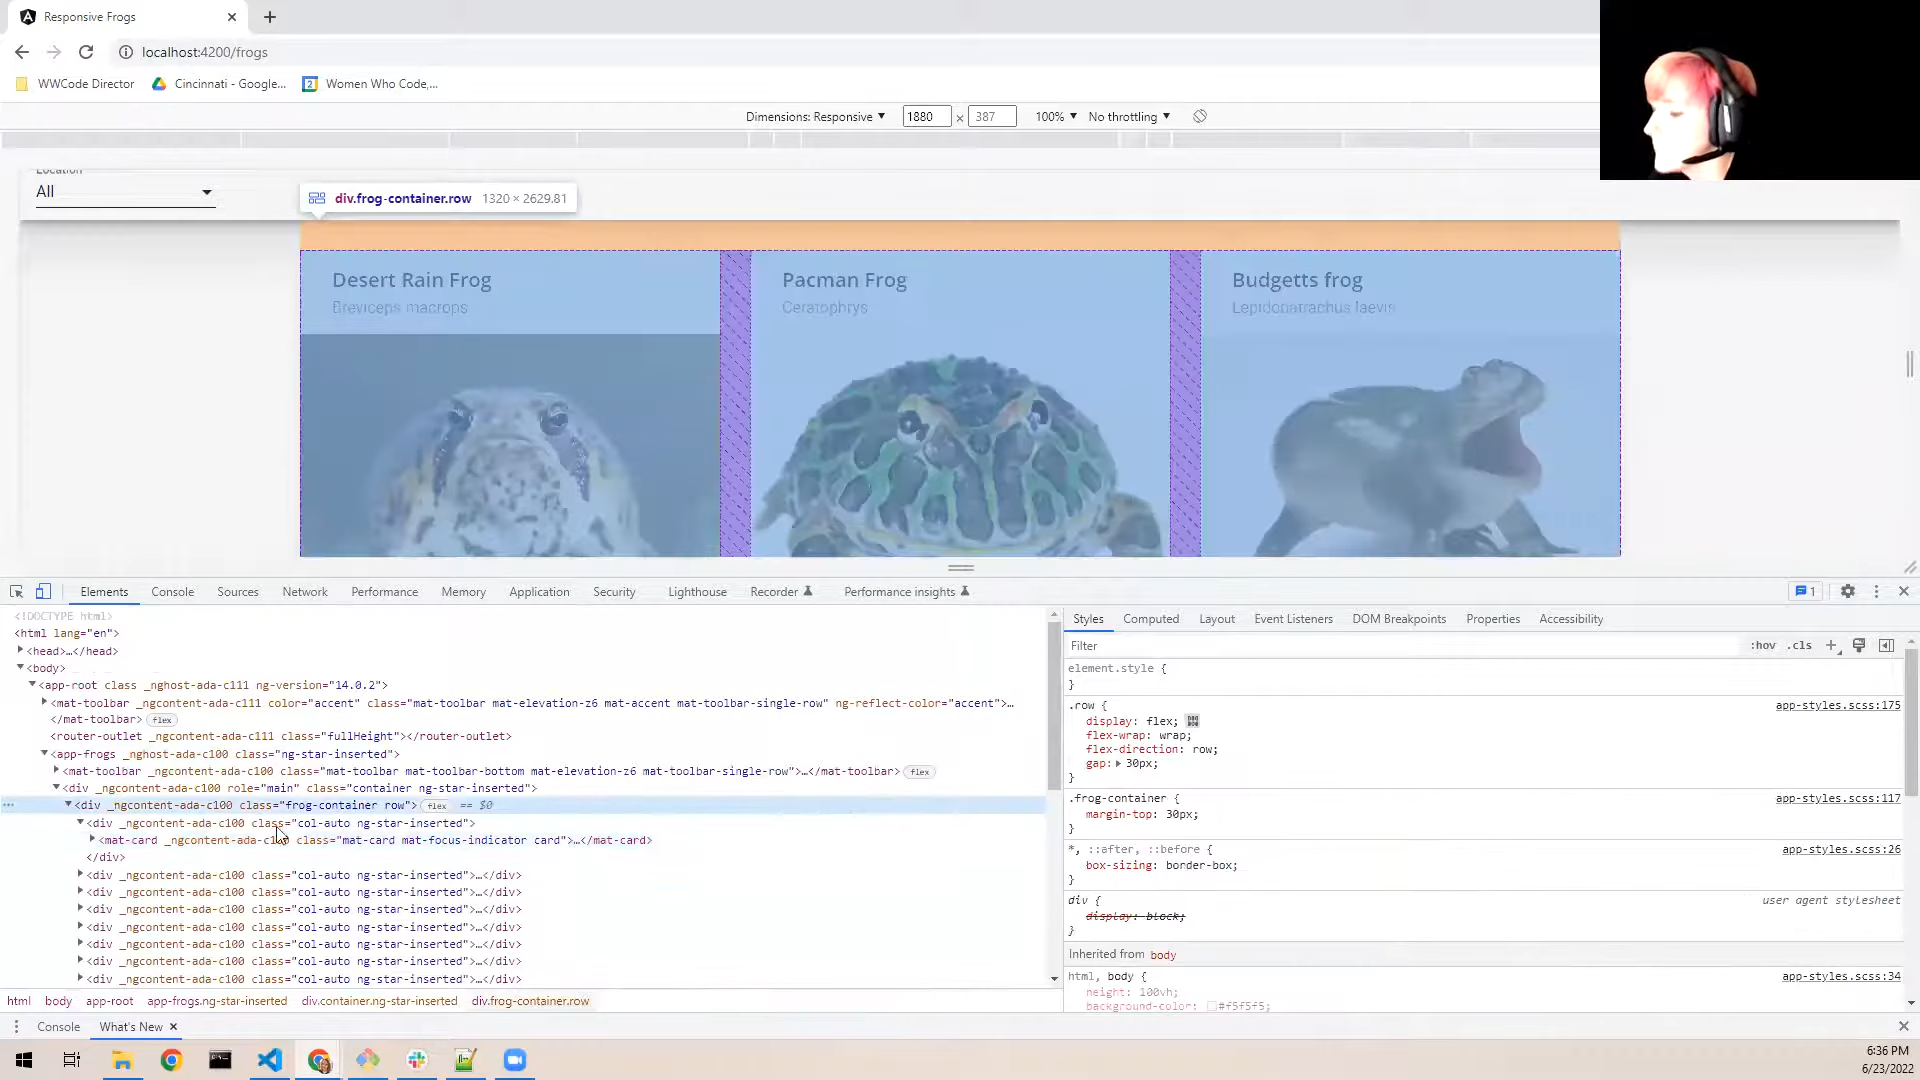 Responsive Frogs
localhost:4200/frogs
WWCode Director
Cincinnati - Google...
2
Women Who Code,...
Dimensions: Responsive
1880
×
387
100%
No throttling
Location
All
div.frog-container.row 1320 × 2629.81
Desert Rain Frog
Breviceps macrops
Pacman Frog
Ceratophrys
Budgetts frog
Lepidobatrachus laevis
Elements
Console
Sources
Network
Performance
Memory
Application
Security
Lighthouse
Recorder
Performance insights
1
<!DOCTYPE html>
<html lang="en">
<head>…</head>
<body>
<app-root class _nghost-ada-c111 ng-version="14.0.2">
<mat-toolbar _ngcontent-ada-c111 color="accent" class="mat-toolbar mat-elevation-z6 mat-accent mat-toolbar-single-row" ng-reflect-color="accent">…
</mat-toolbar> flex
<router-outlet _ngcontent-ada-c111 class="fullHeight"></router-outlet>
<app-frogs _nghost-ada-c100 class="ng-star-inserted">
<mat-toolbar _ngcontent-ada-c100 class="mat-toolbar mat-toolbar-bottom mat-elevation-z6 mat-toolbar-single-row">…</mat-toolbar> flex
<div _ngcontent-ada-c100 role="main" class="container ng-star-inserted">
… <div _ngcontent-ada-c100 class="frog-container row"> flex == $0
<div _ngcontent-ada-c100 class="col-auto ng-star-inserted">
<mat-card _ngcontent-ada-c1 class="mat-card mat-focus-indicator card">…</mat-card>
</div>
<div _ngcontent-ada-c100 class="col-auto ng-star-inserted">…</div>
<div _ngcontent-ada-c100 class="col-auto ng-star-inserted">…</div>
<div _ngcontent-ada-c100 class="col-auto ng-star-inserted">…</div>
<div _ngcontent-ada-c100 class="col-auto ng-star-inserted">…</div>
<div _ngcontent-ada-c100 class="col-auto ng-star-inserted">…</div>
<div _ngcontent-ada-c100 class="col-auto ng-star-inserted">…</div>
<div _ngcontent-ada-c100 class="col-auto ng-star-inserted">…</div>
html body app-root app-frogs.ng-star-inserted div.container.ng-star-inserted div.frog-container.row
Styles
Computed
Layout
Event Listeners
DOM Breakpoints
Properties
Accessibility
Filter
:hov .cls +
element.style {
}
.row { app-styles.scss:175
display: flex;
flex-wrap: wrap;
flex-direction: row;
gap: 30px;
}
.frog-container { app-styles.scss:117
margin-top: 30px;
}
*, ::after, ::before { app-styles.scss:26
box-sizing: border-box;
}
div { user agent stylesheet
display: block;
}
Inherited from body
html, body { app-styles.scss:34
height: 100vh;
background-color: #f5f5f5;
Console
What's New
6:36 PM
6/23/2022